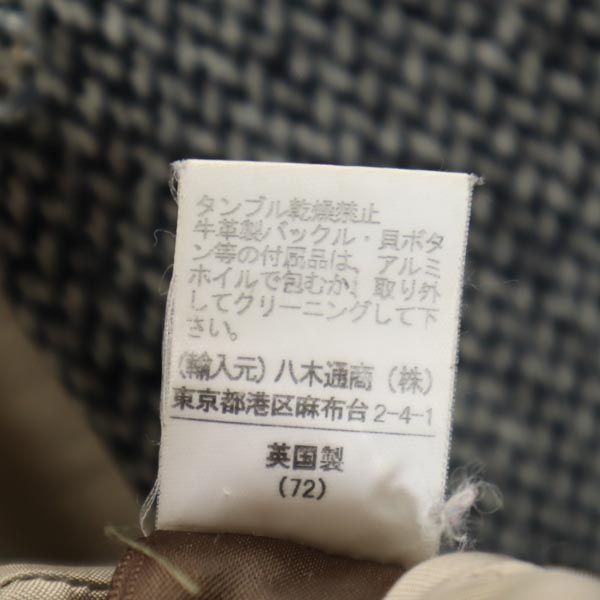 タンブル乾燥禁止
牛革製バックル・貝ボタ
ン等の付属品は、アルミ
ホイルで包むか、取り外
してクリーニングして下
さい。
(輸入元) 八木通商 (株)
東京都港区麻布台2-4-1
英国製
(72)